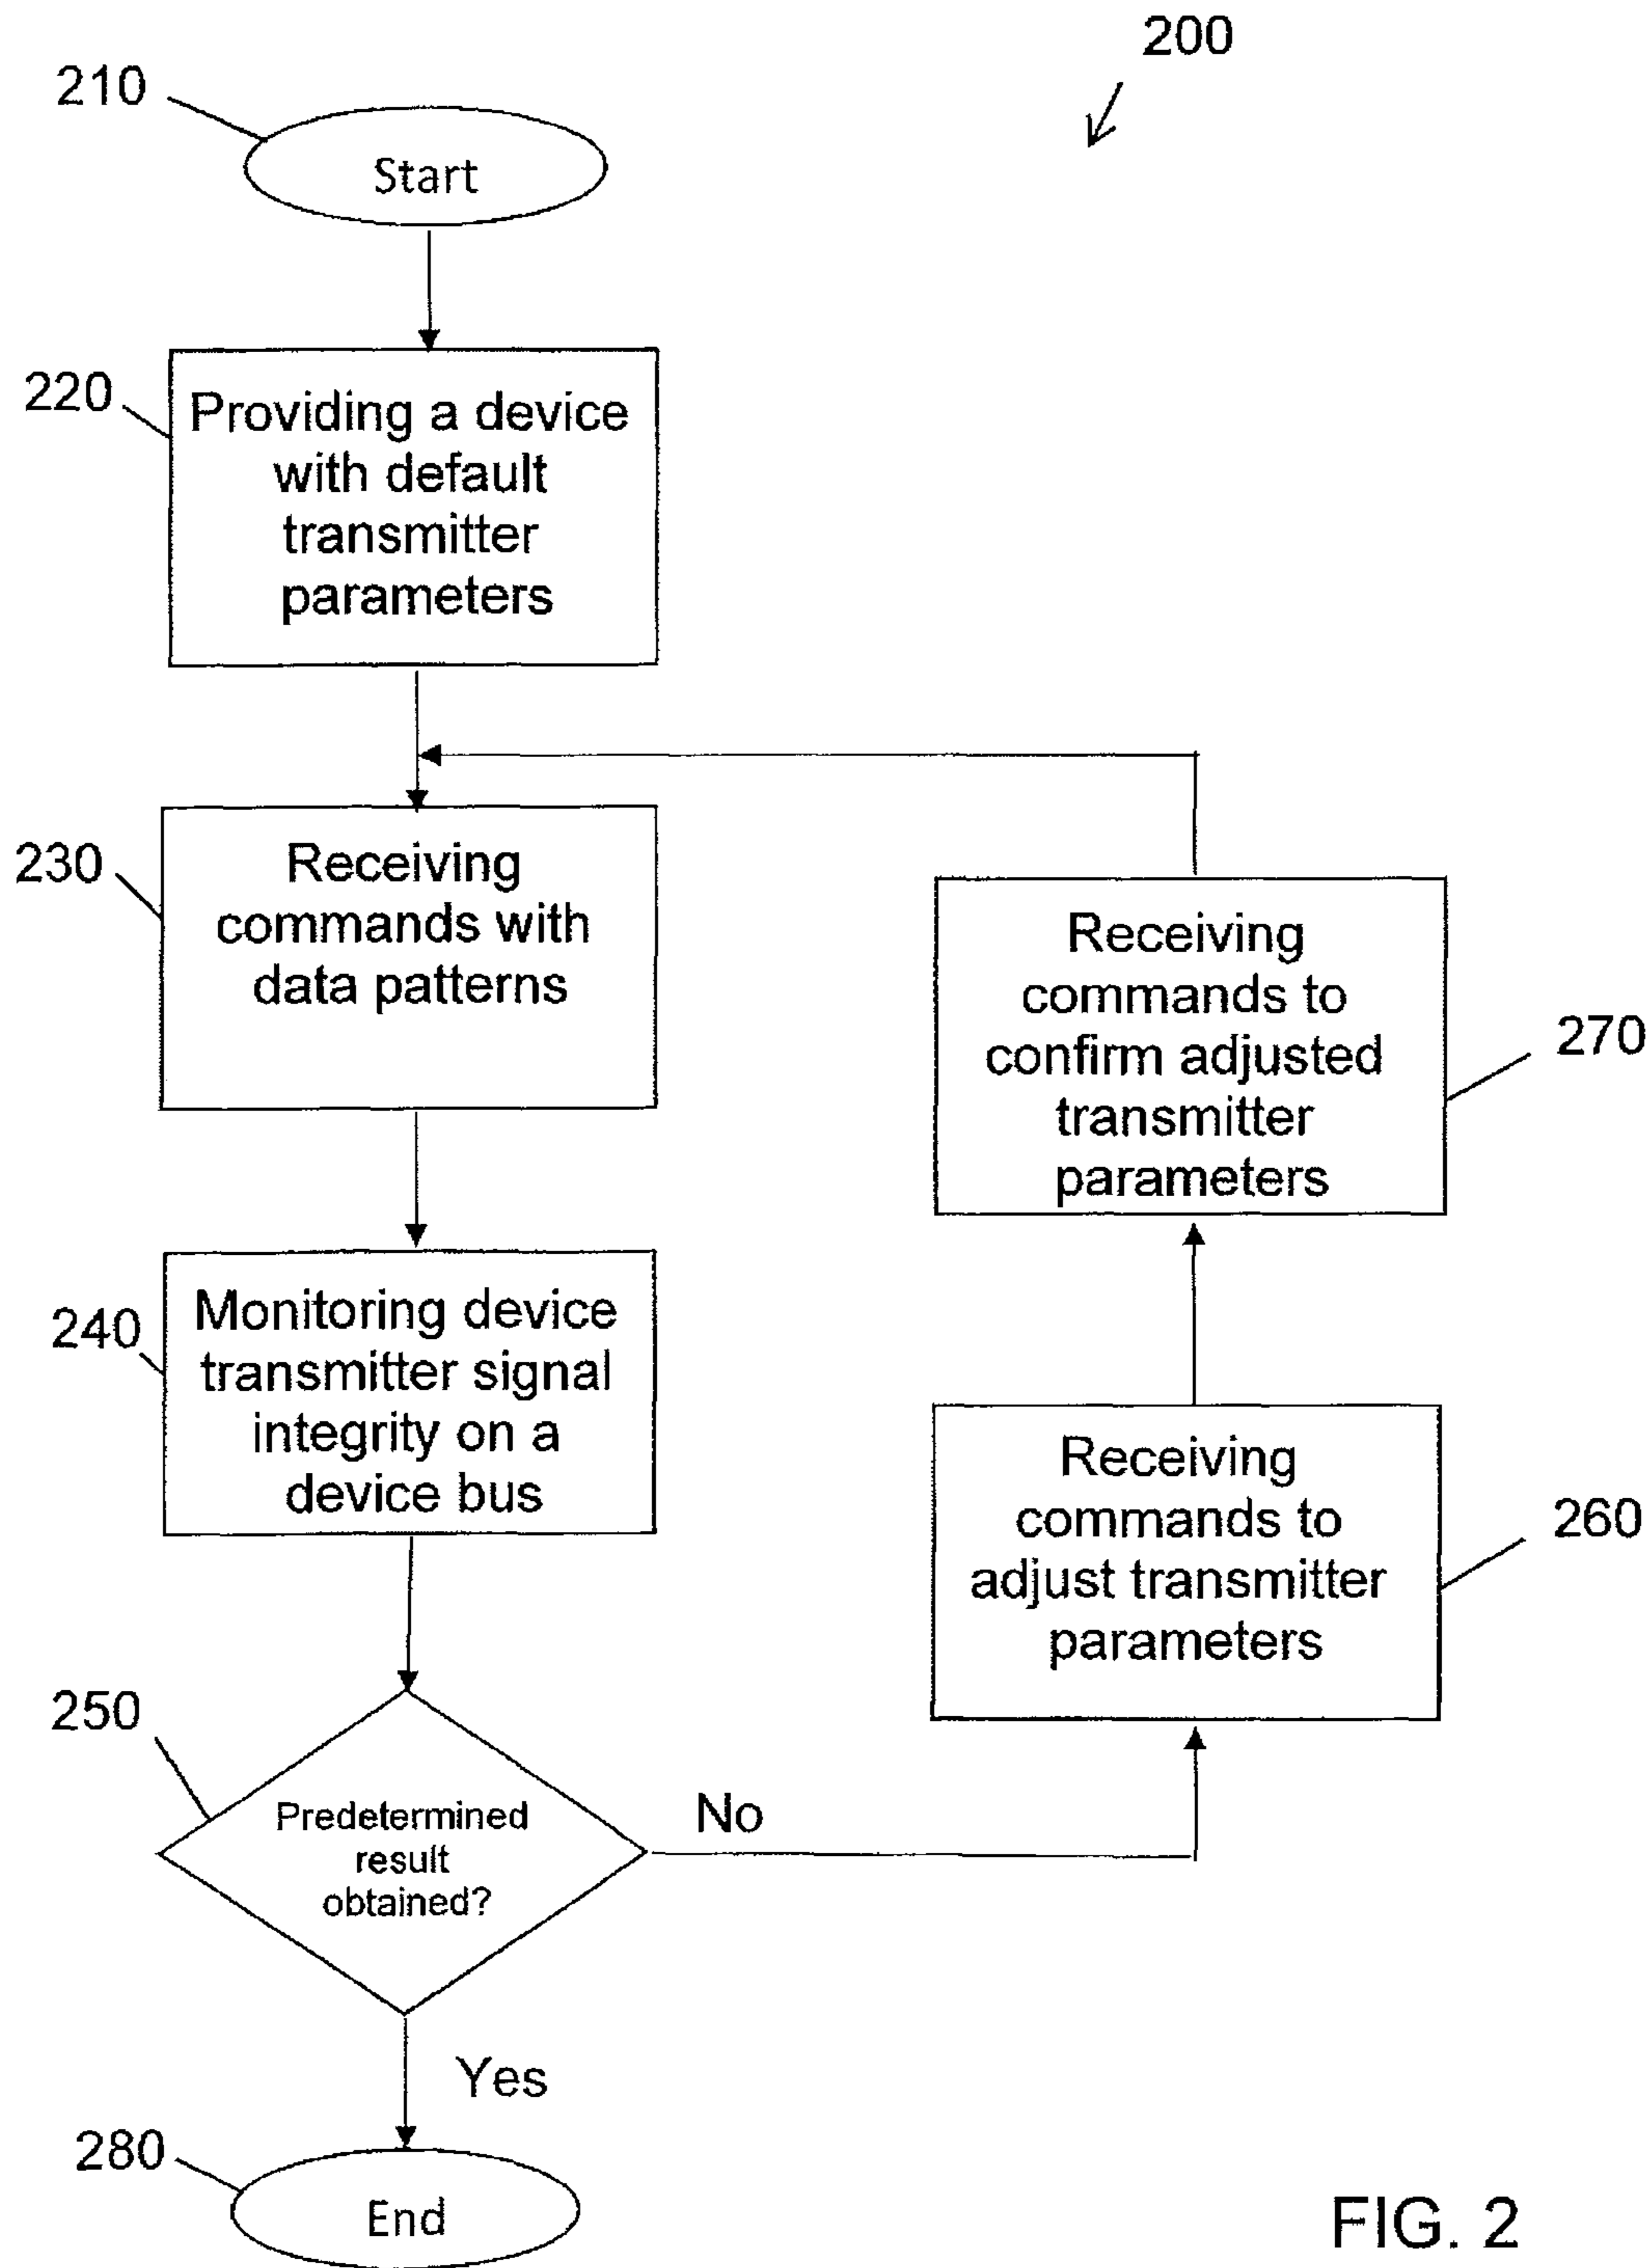 200
210
Start
220
Providing a device
with default
transmitter
parameters
230
Receiving
commands with
data patterns
240
Monitoring device
transmitter signal
integrity on a
device bus
250
Predetermined
result
obtained?
No
Yes
260
Receiving
commands to
adjust transmitter
parameters
270
Receiving
commands to
confirm adjusted
transmitter
parameters
280
End
FIG. 2